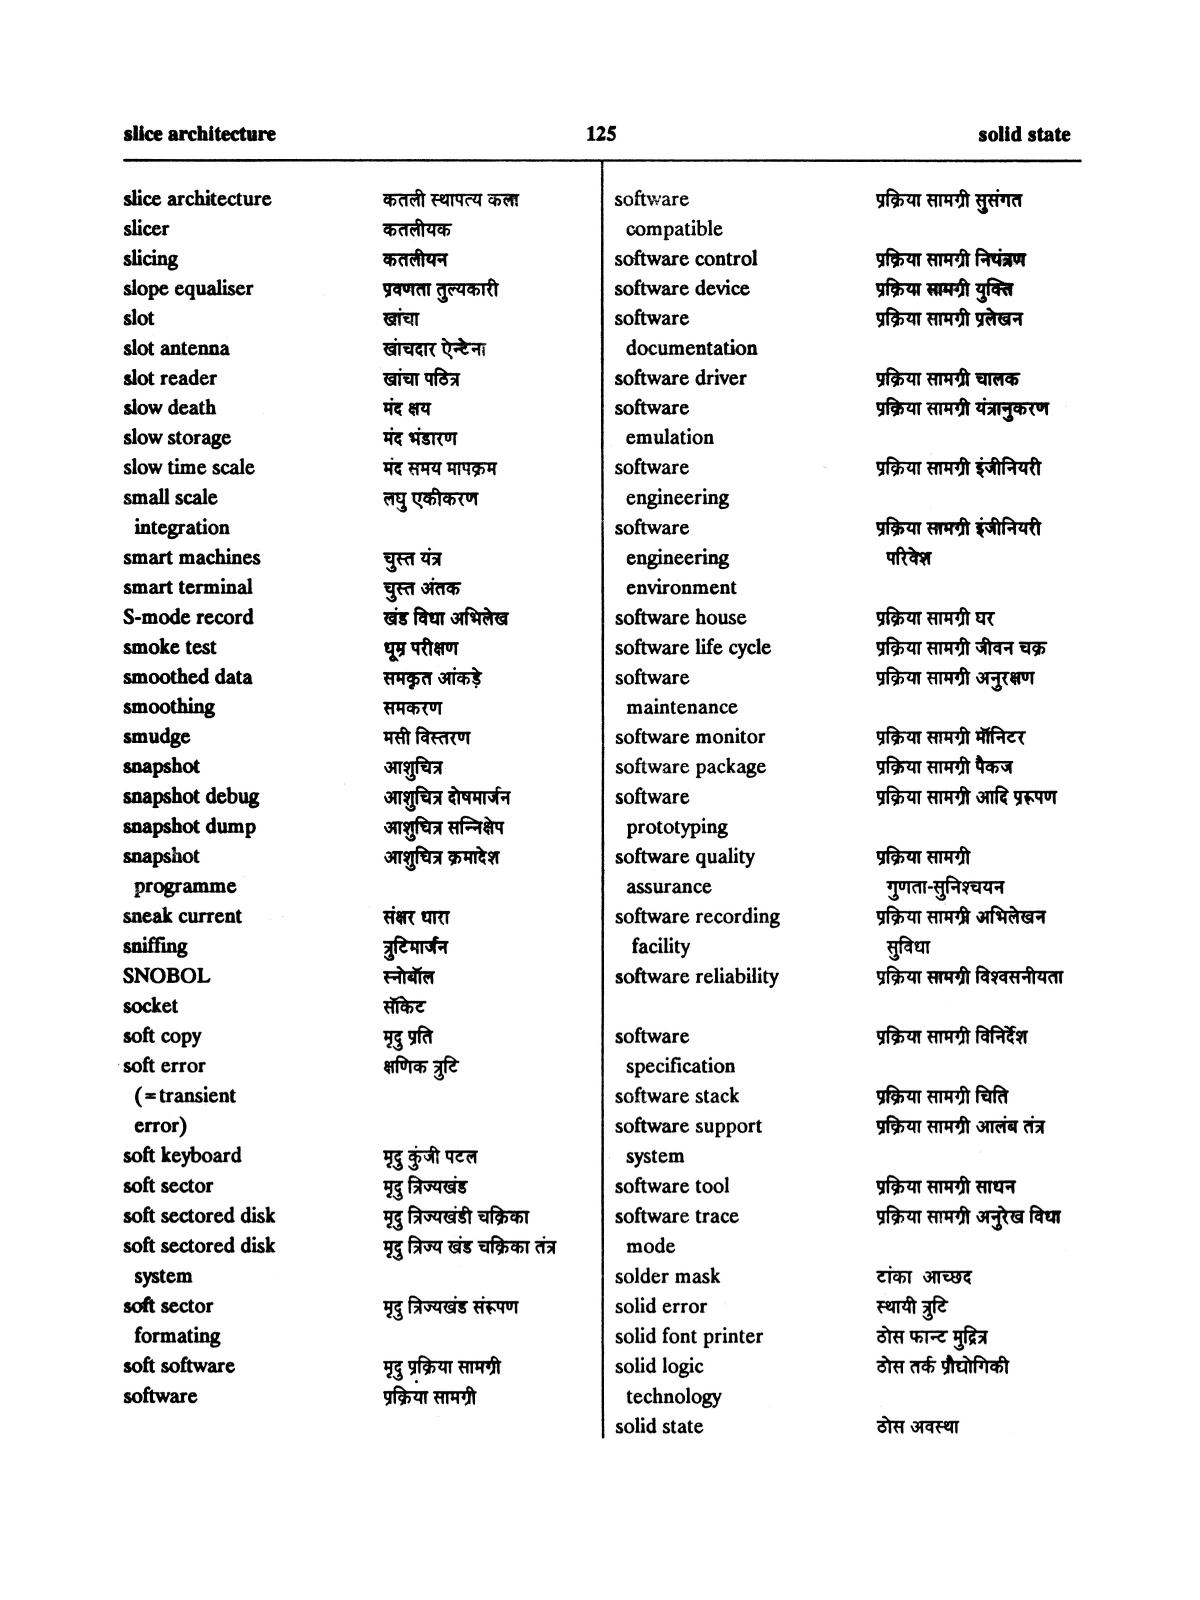 slice architecture 125 solid state
slice architecture कतली स्थापत्य कला
slicer कतलीयक
slicing कतलीयन
slope equaliser प्रवणता तुल्यकारी
slot खांचा
slot antenna खांचदार ऐन्टेना
slot reader खांचा पठित्र
slow death मंद क्षय
slow storage मंद भंडारण
slow time scale मंद समय मापक्रम
small scale लघु एकीकरण
integration
smart machines चुस्त यंत्र
smart terminal चुस्त अंतक
S-mode record खंड विधा अभिलेख
smoke test धूम्र परीक्षण
smoothed data समकृत आंकड़े
smoothing समकरण
smudge मसी विस्तरण
snapshot आशुचित्र
snapshot debug आशुचित्र दोषमार्जन
snapshot dump आशुचित्र सन्निक्षेप
snapshot आशुचित्र क्रमादेश
programme
sneak current संक्षर धारा
sniffing त्रुटिमार्जन
SNOBOL स्नोबॉल
socket सॉकेट
soft copy मृदु प्रति
soft error क्षणिक त्रुटि
(=transient
error)
soft keyboard मृदु कुंजी पटल
soft sector मृदु त्रिज्यखंड
soft sectored disk मृदु त्रिज्यखंडी चक्रिका
soft sectored disk मृदु त्रिज्य खंड चक्रिका तंत्र
system
soft sector मृदु त्रिज्यखंड संरूपण
formating
soft software मृदु प्रक्रिया सामग्री
software प्रक्रिया सामग्री
software प्रक्रिया सामग्री सुसंगत
compatible
software control प्रक्रिया सामग्री नियंत्रण
software device प्रक्रिया सामग्री युक्ति
software प्रक्रिया सामग्री प्रलेखन
documentation
software driver प्रक्रिया सामग्री चालक
software प्रक्रिया सामग्री यंत्रानुकरण
emulation
software प्रक्रिया सामग्री इंजीनियरी
engineering
software प्रक्रिया सामग्री इंजीनियरी
engineering परिवेश
environment
software house प्रक्रिया सामग्री घर
software life cycle प्रक्रिया सामग्री जीवन चक्र
software प्रक्रिया सामग्री अनुरक्षण
maintenance
software monitor प्रक्रिया सामग्री मॉनिटर
software package प्रक्रिया सामग्री पैकज
software प्रक्रिया सामग्री आदि प्ररूपण
prototyping
software quality प्रक्रिया सामग्री
assurance गुणता-सुनिश्चयन
software recording प्रक्रिया सामग्री अभिलेखन
facility सुविधा
software reliability प्रक्रिया सामग्री विश्वसनीयता
software प्रक्रिया सामग्री विनिर्देश
specification
software stack प्रक्रिया सामग्री चिति
software support प्रक्रिया सामग्री आलंब तंत्र
system
software tool प्रक्रिया सामग्री साधन
software trace प्रक्रिया सामग्री अनुरेख विधा
mode
solder mask टांका आच्छद
solid error स्थायी त्रुटि
solid font printer ठोस फान्ट मुद्रित्र
solid logic ठोस तर्क प्रौद्योगिकी
technology
solid state ठोस अवस्था